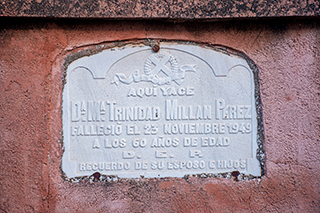 AQUI YACE
Dª Mª TRINIDAD MILLAN PAREZ
FALLECIO EL 23 NOVIEMBRE 1949
A LOS 60 AÑOS DE EDAD
D. E. P.
RECUERDO DE SU ESPOSO E HIJOS